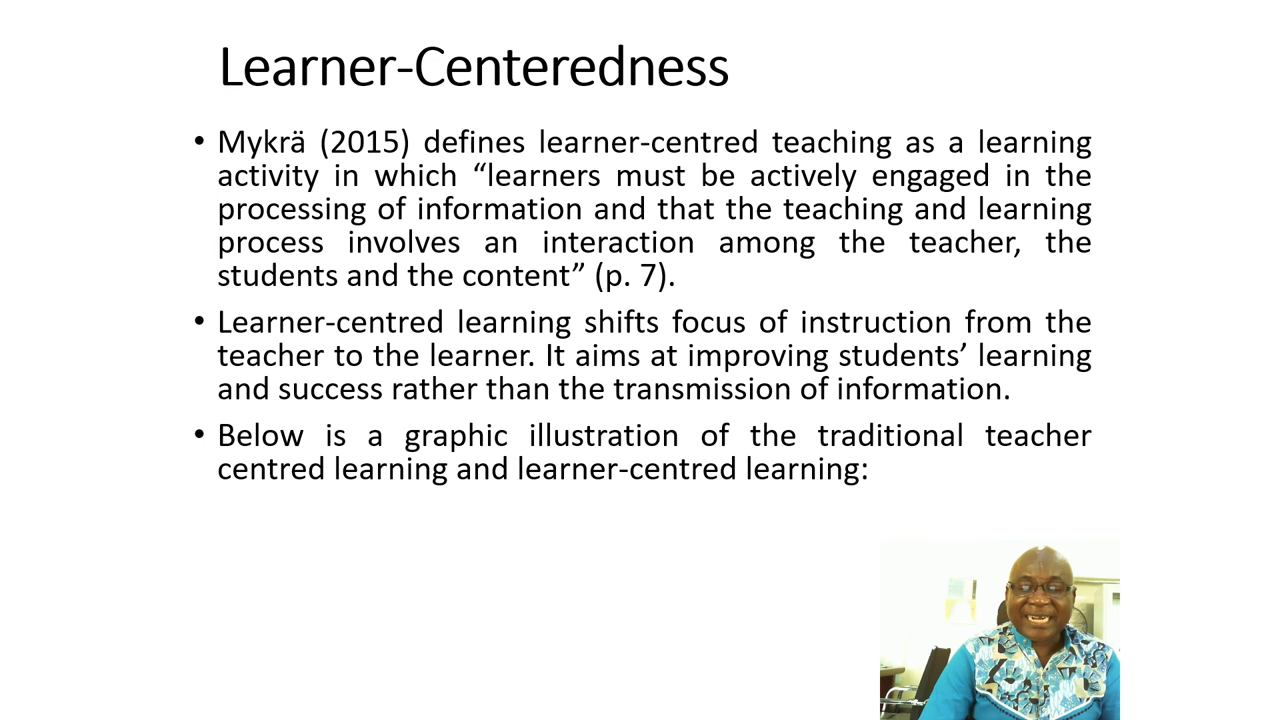 Learner-Centeredness
• Mykrä (2015) defines learner-centred teaching as a learning
activity in which “learners must be actively engaged in the
processing of information and that the teaching and learning
process involves an interaction among the teacher, the
students and the content” (p. 7).
• Learner-centred learning shifts focus of instruction from the
teacher to the learner. It aims at improving students’ learning
and success rather than the transmission of information.
• Below is a graphic illustration of the traditional teacher
centred learning and learner-centred learning: